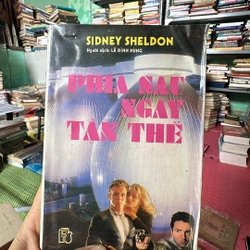 SIDNEY SHELDON
Người dịch: LÊ ĐÌNH HÙNG
PHÍA SAU
NGÀY
TẬN THẾ